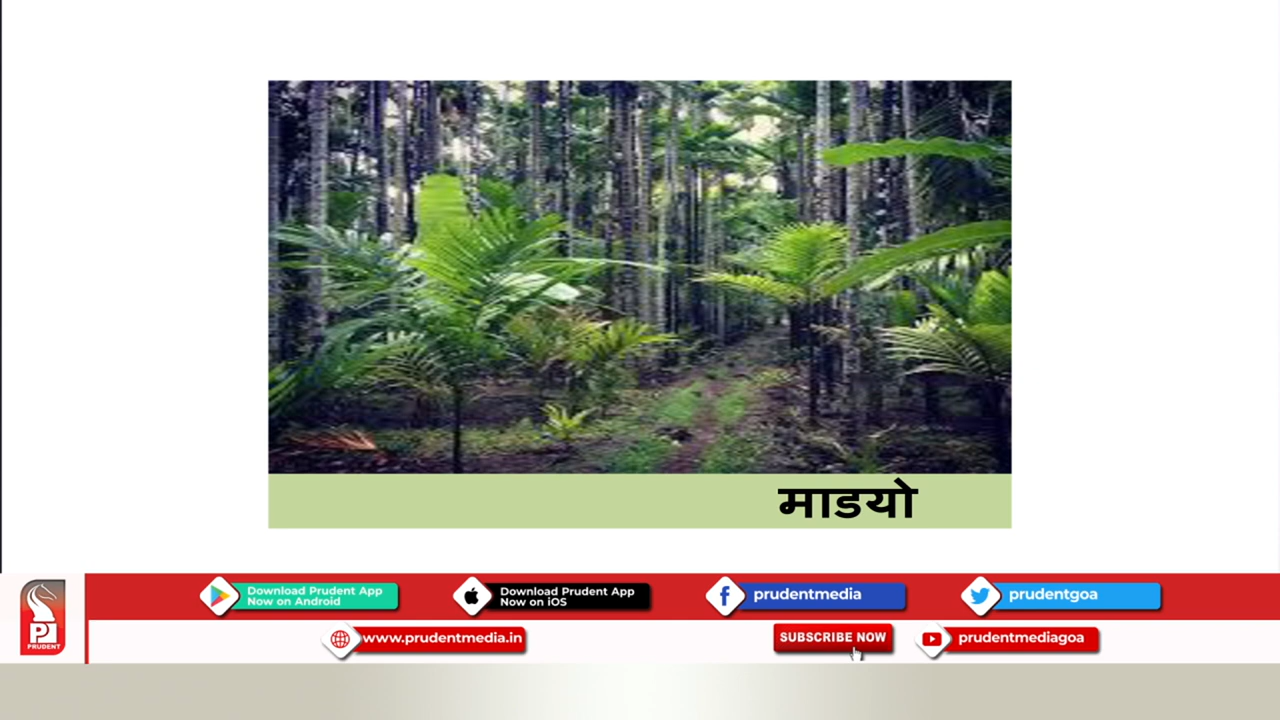 माडयो
Download Prudent App
Now on Android
Download Prudent App
Now on iOS
prudentmedia
prudentgoa
PRUDENT
www.prudentmedia.in
SUBSCRIBE NOW
prudentmediagoa